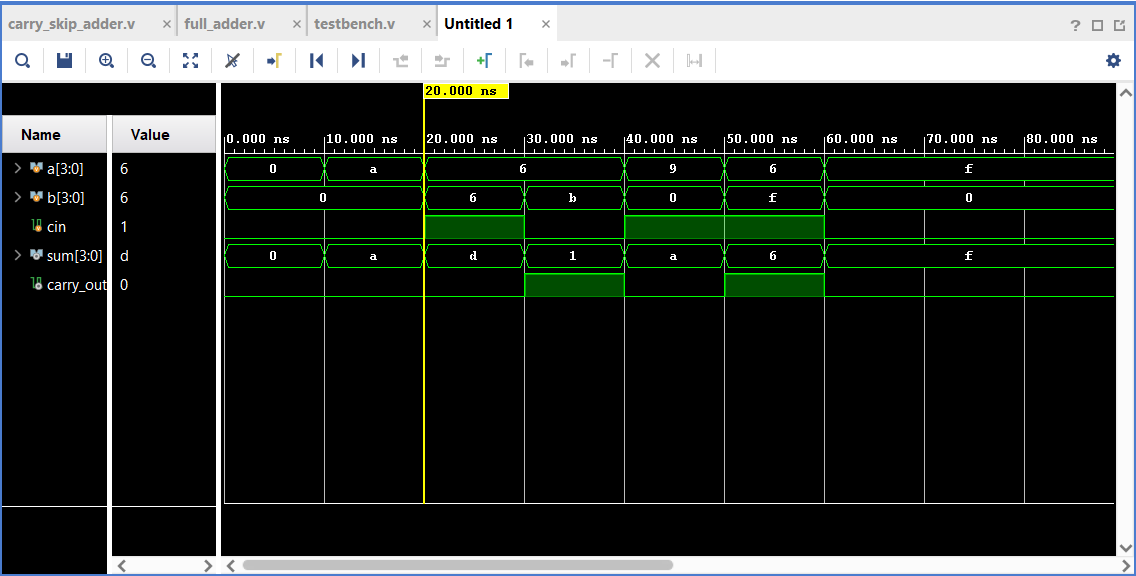 carry_skip_adder.v × full_adder.v × testbench.v × Untitled 1 ×
?
20.000 ns
Name Value
0.000 ns 10.000 ns 20.000 ns 30.000 ns 40.000 ns 50.000 ns 60.000 ns 70.000 ns 80.000 ns
a[3:0] 6 0 a 6 9 6 f
b[3:0] 6 0 6 b 0 f 0
cin 1
sum[3:0] d 0 a d 1 a 6 f
carry_out 0